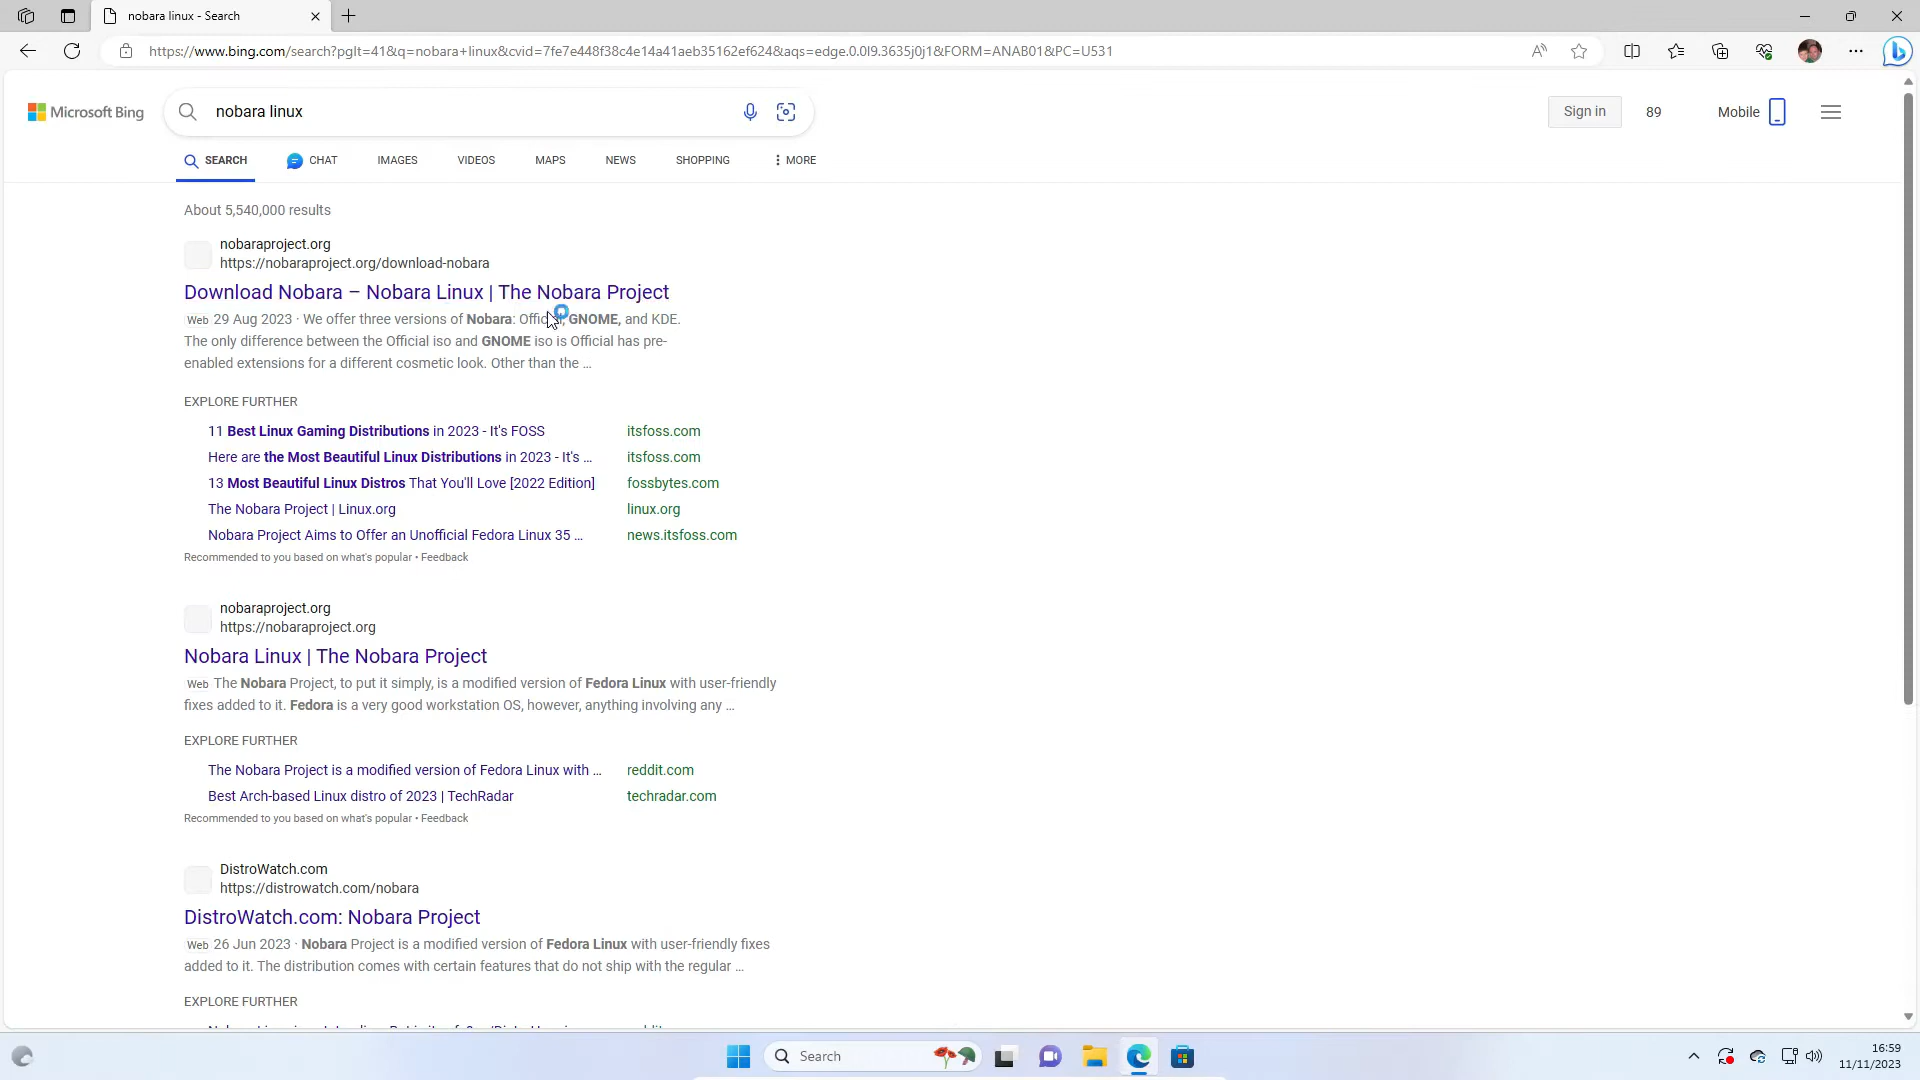 nobara linux - Search
https://www.bing.com/search?pglt=41&q=nobara+linux&cvid=7fe7e448f38c4e14a41aeb35162ef624&aqs=edge.0.0l9.3635j0j1&FORM=ANAB01&PC=U531
Microsoft Bing
nobara linux
Sign in
89
Mobile
SEARCH
CHAT
IMAGES
VIDEOS
MAPS
NEWS
SHOPPING
MORE
About 5,540,000 results
nobaraproject.org
https://nobaraproject.org/download-nobara
Download Nobara – Nobara Linux | The Nobara Project
Web 29 Aug 2023 · We offer three versions of Nobara: GNOME, and KDE.
The only difference between the Official iso and GNOME iso is Official has pre-
enabled extensions for a different cosmetic look. Other than the ...
EXPLORE FURTHER
11 Best Linux Gaming Distributions in 2023 - It's FOSS itsfoss.com
Here are the Most Beautiful Linux Distributions in 2023 - It's ... itsfoss.com
13 Most Beautiful Linux Distros That You'll Love [2022 Edition] fossbytes.com
The Nobara Project | Linux.org linux.org
Nobara Project Aims to Offer an Unofficial Fedora Linux 35 ... news.itsfoss.com
Recommended to you based on what's popular • Feedback
nobaraproject.org
https://nobaraproject.org
Nobara Linux | The Nobara Project
Web The Nobara Project, to put it simply, is a modified version of Fedora Linux with user-friendly
fixes added to it. Fedora is a very good workstation OS, however, anything involving any ...
EXPLORE FURTHER
The Nobara Project is a modified version of Fedora Linux with ... reddit.com
Best Arch-based Linux distro of 2023 | TechRadar techradar.com
Recommended to you based on what's popular • Feedback
DistroWatch.com
https://distrowatch.com/nobara
DistroWatch.com: Nobara Project
Web 26 Jun 2023 · Nobara Project is a modified version of Fedora Linux with user-friendly fixes
added to it. The distribution comes with certain features that do not ship with the regular ...
EXPLORE FURTHER
Search
16:59
11/11/2023